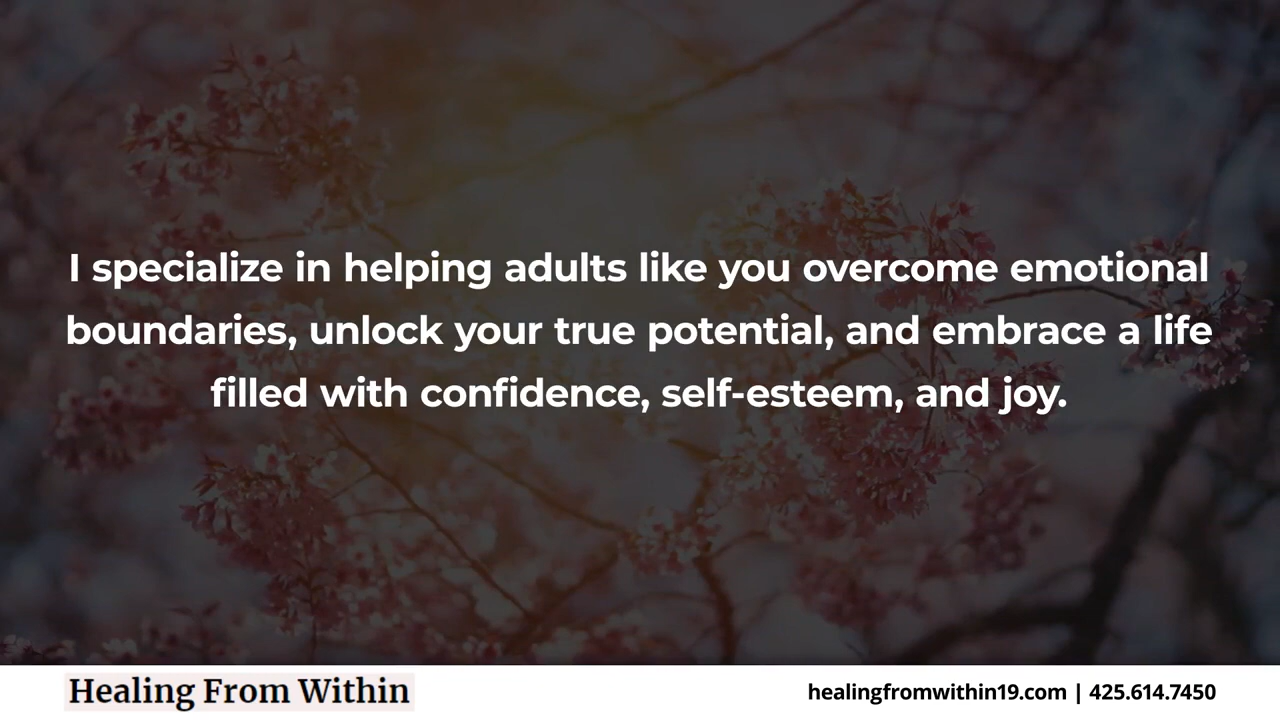 I specialize in helping adults like you overcome emotional
boundaries, unlock your true potential, and embrace a life
filled with confidence, self-esteem, and joy.
Healing From Within
healingfromwithin19.com | 425.614.7450